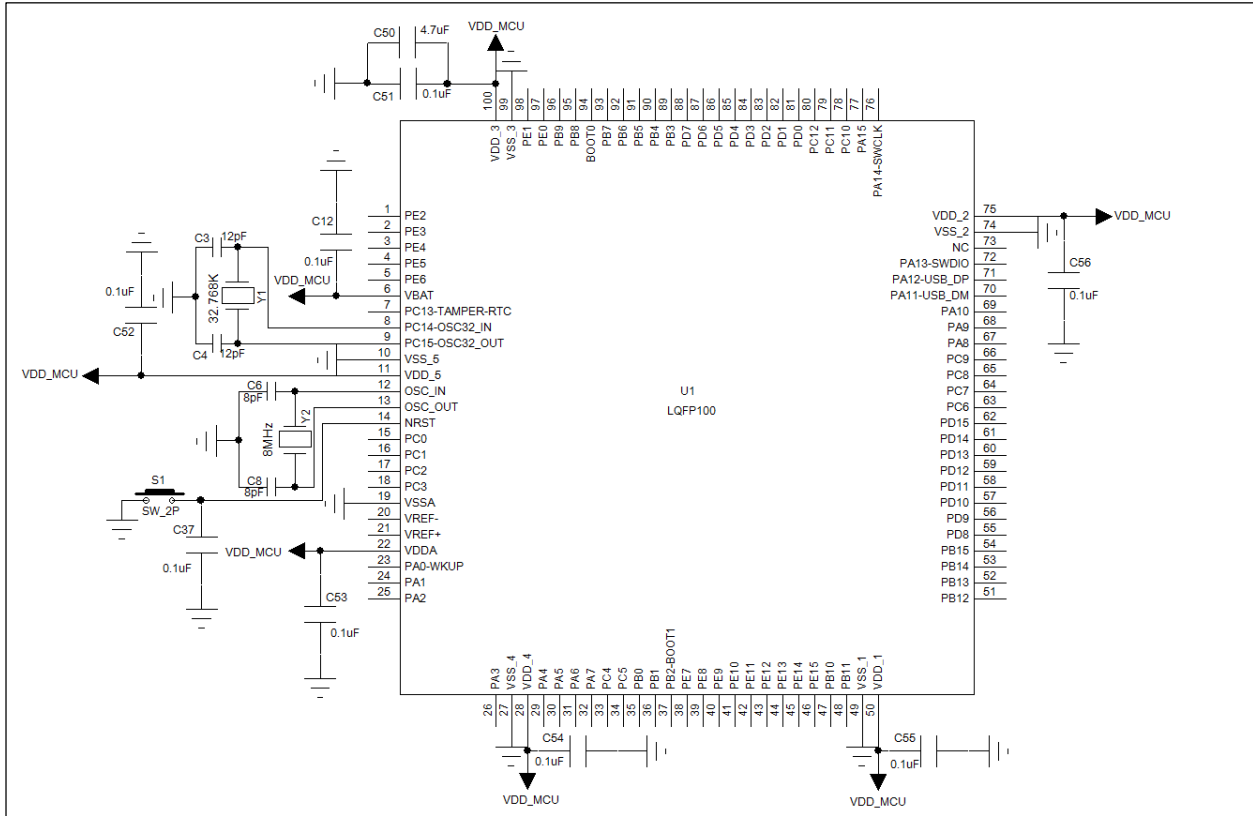 C50 4.7uF
VDD_MCU
C51 0.1uF
100
99
98
97
96
95
94
93
92
91
90
89
88
87
86
85
84
83
82
81
80
79
78
77
76
VDD_3
VSS_3
PE1
PE0
PB9
PB8
BOOT0
PB7
PB6
PB5
PB4
PB3
PD7
PD6
PD5
PD4
PD3
PD2
PD1
PD0
PC12
PC11
PC10
PA15
PA14-SWCLK
C12
0.1uF
VDD_MCU
C3 12pF
32.768K
Y1
C4 12pF
0.1uF
C52
VDD_MCU
C6
8pF
8MHz
Y2
C8
8pF
S1
SW_2P
C37
0.1uF
VDD_MCU
C53
0.1uF
1 PE2
2 PE3
3 PE4
4 PE5
5 PE6
6 VBAT
7 PC13-TAMPER-RTC
8 PC14-OSC32_IN
9 PC15-OSC32_OUT
10 VSS_5
11 VDD_5
12 OSC_IN
13 OSC_OUT
14 NRST
15 PC0
16 PC1
17 PC2
18 PC3
19 VSSA
20 VREF-
21 VREF+
22 VDDA
23 PA0-WKUP
24 PA1
25 PA2
U1
LQFP100
VDD_2 75
VSS_2 74
NC 73
PA13-SWDIO 72
PA12-USB_DP 71
PA11-USB_DM 70
PA10 69
PA9 68
PA8 67
PC9 66
PC8 65
PC7 64
PC6 63
PD15 62
PD14 61
PD13 60
PD12 59
PD11 58
PD10 57
PD9 56
PD8 55
PB15 54
PB14 53
PB13 52
PB12 51
VDD_MCU
C56
0.1uF
PA3
VSS_4
VDD_4
PA4
PA5
PA6
PA7
PC4
PC5
PB0
PB1
PB2-BOOT1
PE7
PE8
PE9
PE10
PE11
PE12
PE13
PE14
PE15
PB10
PB11
VSS_1
VDD_1
26
27
28
29
30
31
32
33
34
35
36
37
38
39
40
41
42
43
44
45
46
47
48
49
50
C54
0.1uF
VDD_MCU
C55
0.1uF
VDD_MCU